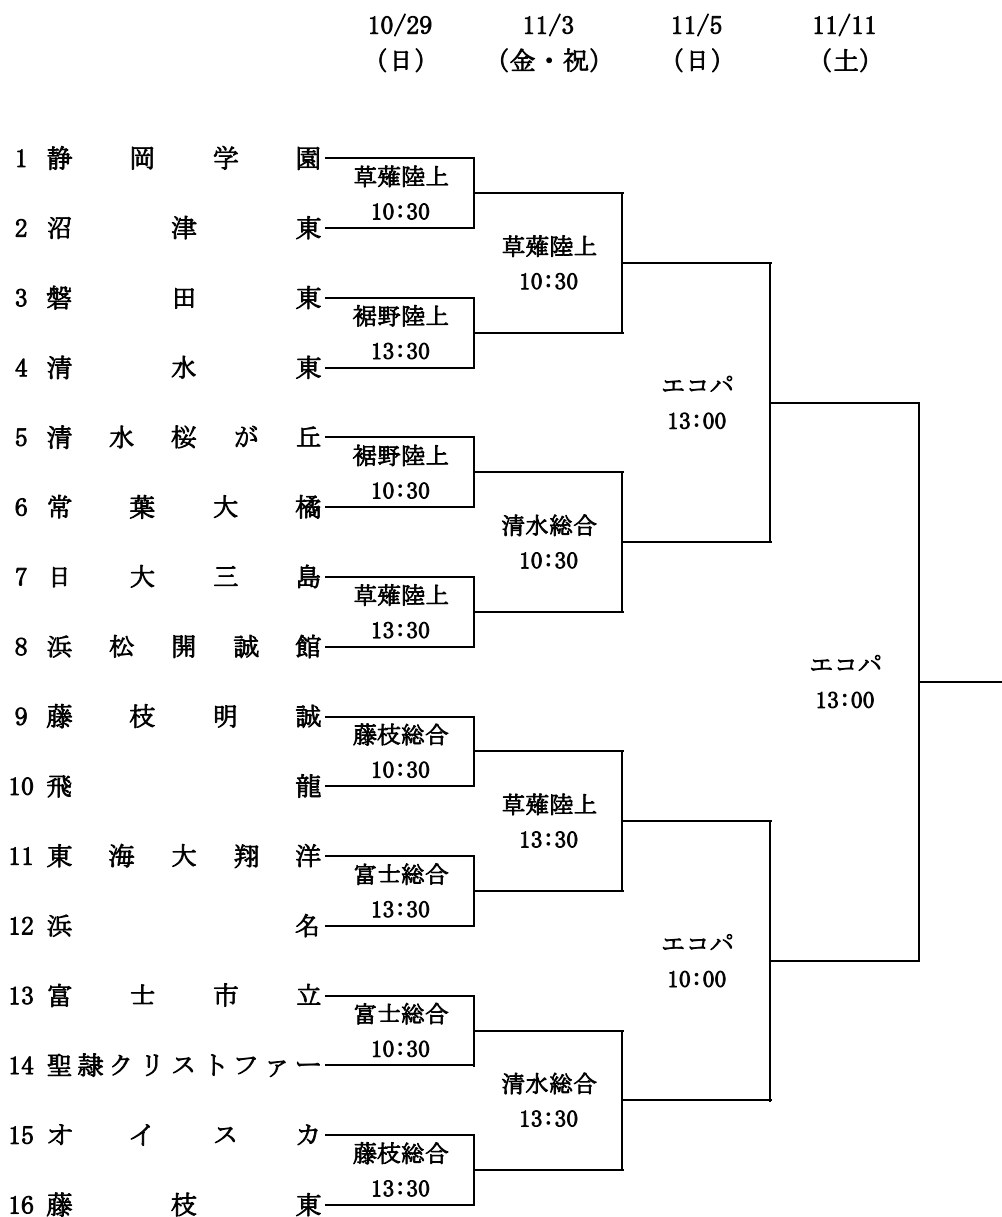 10/29 11/3 11/5 11/11
(日) (金・祝) (日) (土)
1 静岡学園
草薙陸上
10:30
2 沼津東
草薙陸上
10:30
3 磐田東
裾野陸上
13:30
4 清水東
エコパ
13:00
5 清水桜が丘
裾野陸上
10:30
6 常葉大橘
清水総合
10:30
7 日大三島
草薙陸上
13:30
8 浜松開誠館
エコパ
13:00
9 藤枝明誠
藤枝総合
10:30
10 飛龍
草薙陸上
13:30
11 東海大翔洋
富士総合
13:30
12 浜名
エコパ
10:00
13 富士市立
富士総合
10:30
14 聖隷クリストファー
清水総合
13:30
15 オイスカ
藤枝総合
13:30
16 藤枝東